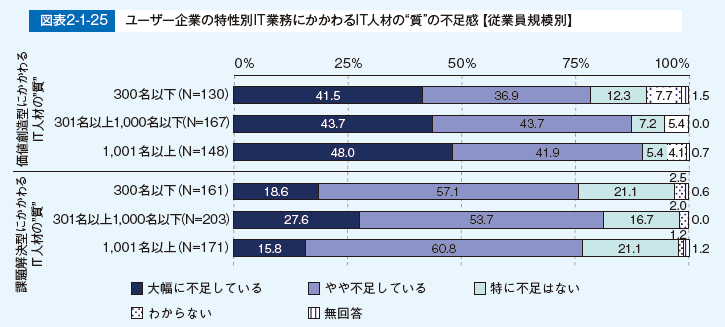 図表2-1-25 ユーザー企業の特性別IT業務にかかわるIT人材の“質”の不足感【従業員規模別】
0% 25% 50% 75% 100%
価値創造型にかかわる
IT人材の“質”
300名以下(N=130) 41.5 36.9 12.3 7.7 1.5
301名以上1,000名以下(N=167) 43.7 43.7 7.2 5.4 0.0
1,001名以上(N=148) 48.0 41.9 5.4 4.1 0.7
課題解決型にかかわる
IT人材の“質”
300名以下(N=161) 18.6 57.1 21.1 2.5 0.6
301名以上1,000名以下(N=203) 27.6 53.7 16.7 2.0 0.0
1,001名以上(N=171) 15.8 60.8 21.1 1.2 1.2
大幅に不足している やや不足している 特に不足はない
わからない 無回答